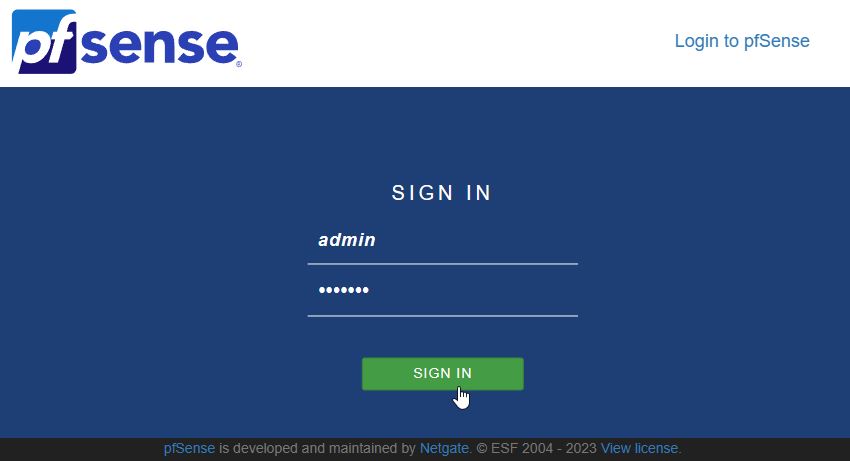 pfsense®
Login to pfSense
SIGN IN
admin
•••••••
SIGN IN
pfSense is developed and maintained by Netgate. © ESF 2004 - 2023 View license.